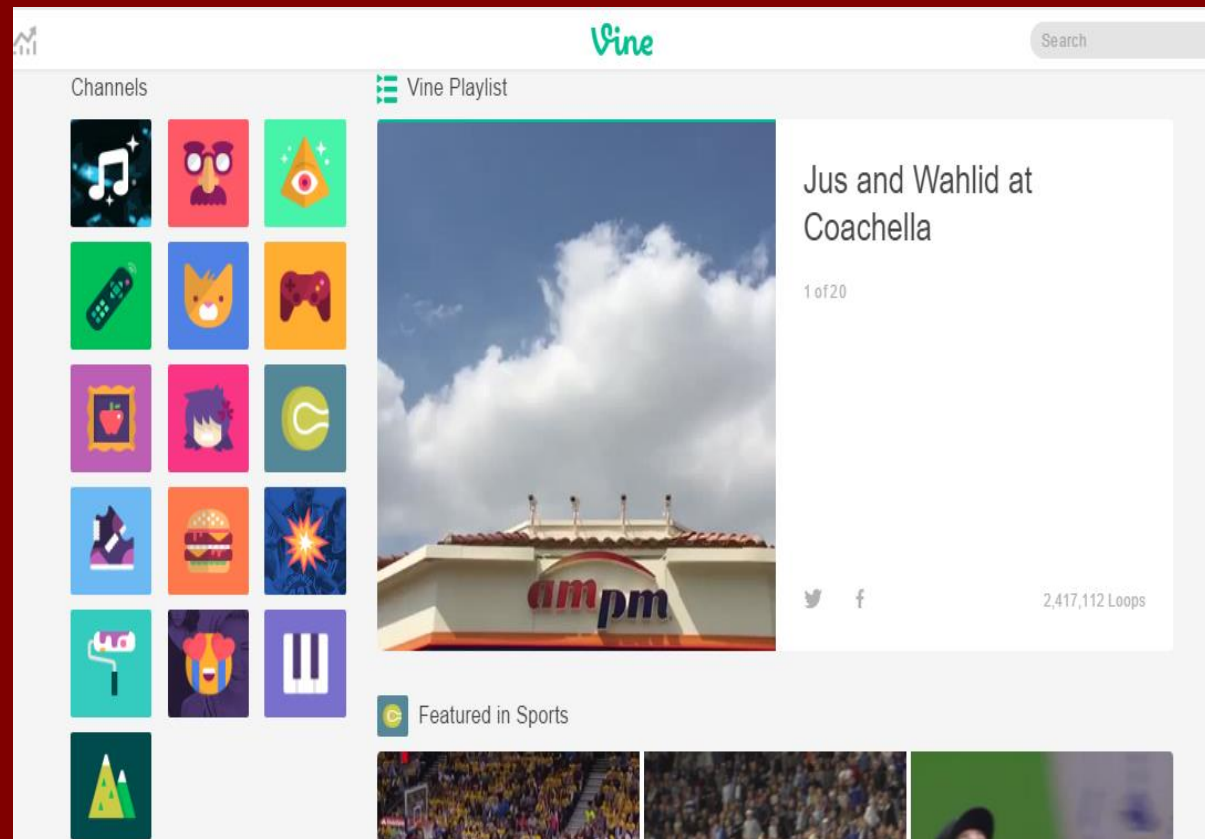 Vine
Search
Channels
Vine Playlist
Jus and Wahlid at
Coachella
1 of 20
ampm
2,417,112 Loops
Featured in Sports